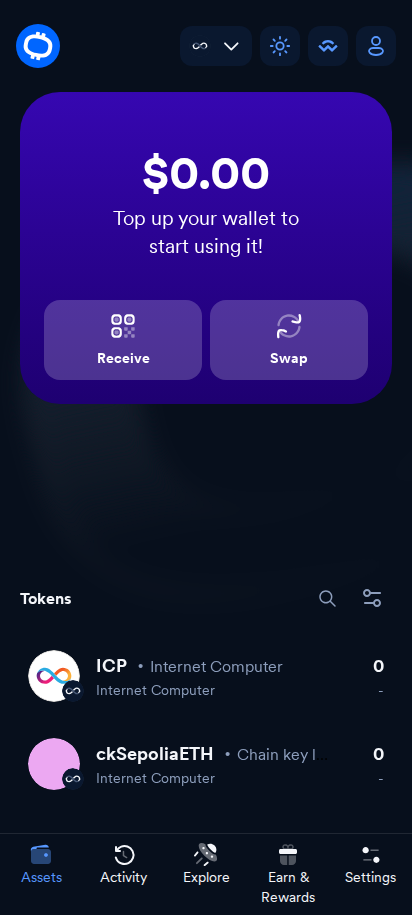 $0.00
Top up your wallet to
start using it!
Receive
Swap
Tokens
ICP • Internet Computer
0
Internet Computer
-
ckSepoliaETH • Chain key
0
Internet Computer
-
Assets
Activity
Explore
Earn &
Rewards
Settings